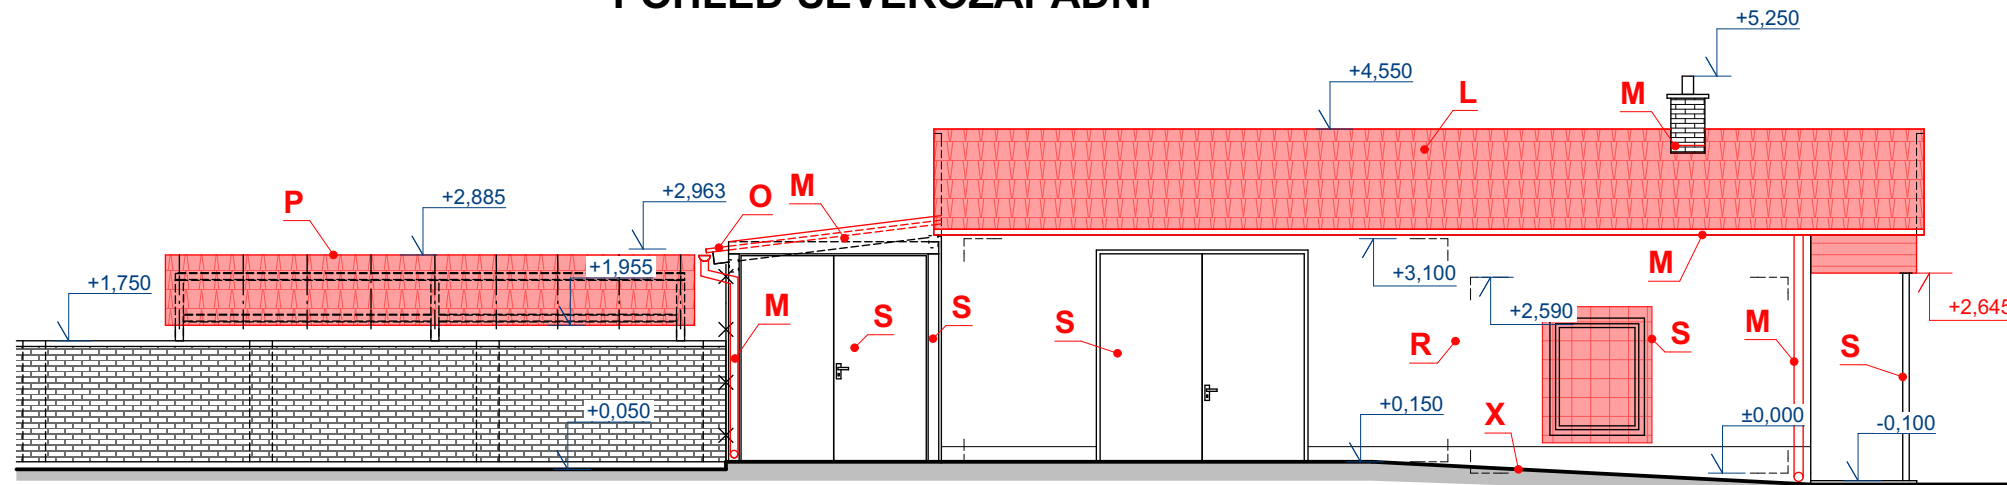 POHLED SEVEROZÁPADNÍ
+5,250
+4,550
L
M
+2,885
+2,963
O
M
P
+1,750
+1,955
M
S
S
S
+3,100
+2,590
R
M
S
M
S
+2,645
+0,050
+0,150
X
±0,000
-0,100